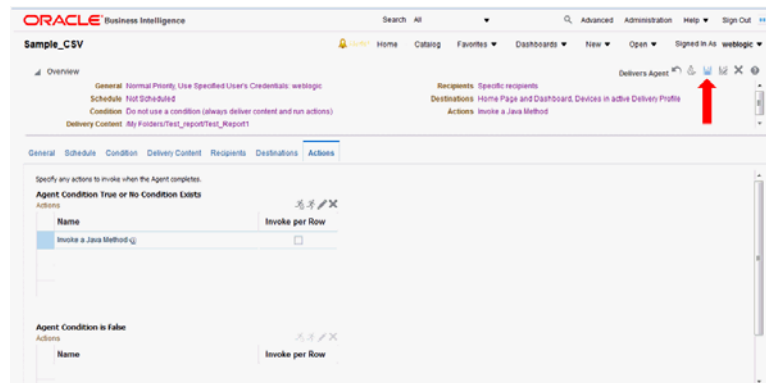 ORACLE Business Intelligence
Search All Advanced Administration Help Sign Out
Sample_CSV Home Catalog Favorites Dashboards New Open Signed In As weblogic
Overview Delivers Agent
General Normal Priority, Use Specified User's Credentials: weblogic
Schedule Not Scheduled
Condition Do not use a condition (always deliver content and run actions)
Delivery Content /My Folders/Test_report/Test_Report1
Recipients Specific recipients
Destinations Home Page and Dashboard, Devices in active Delivery Profile
Actions Invoke a Java Method
General Schedule Condition Delivery Content Recipients Destinations Actions
Specify any actions to invoke when the Agent completes.
Agent Condition True or No Condition Exists
Actions
Name Invoke per Row
Invoke a Java Method
Agent Condition is False
Actions
Name Invoke per Row